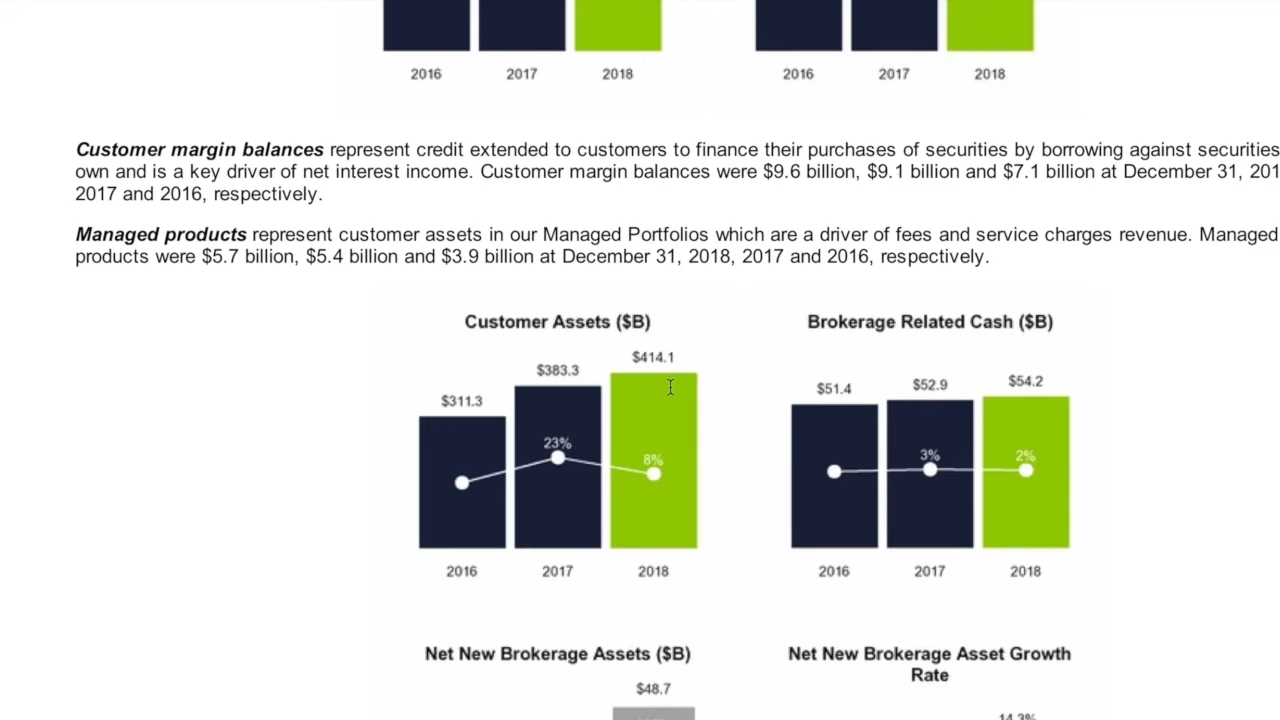 2016 2017 2018 2016 2017 2018
Customer margin balances represent credit extended to customers to finance their purchases of securities by borrowing against securities
own and is a key driver of net interest income. Customer margin balances were $9.6 billion, $9.1 billion and $7.1 billion at December 31, 201
2017 and 2016, respectively.
Managed products represent customer assets in our Managed Portfolios which are a driver of fees and service charges revenue. Managed
products were $5.7 billion, $5.4 billion and $3.9 billion at December 31, 2018, 2017 and 2016, respectively.
Customer Assets ($B)
$414.1
$383.3
$311.3
23%
8%
2016 2017 2018
Brokerage Related Cash ($B)
$51.4 $52.9 $54.2
3% 2%
2016 2017 2018
Net New Brokerage Assets ($B)
$48.7
Net New Brokerage Asset Growth
Rate
14.3%